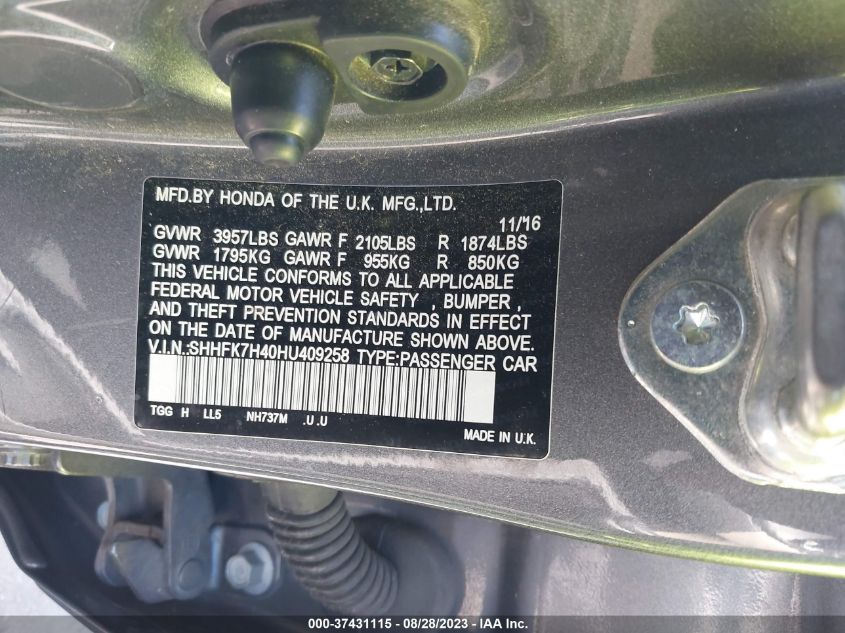 MFD.BY HONDA OF THE U.K. MFG.,LTD.
11/'16
GVWR 3957LBS GAWR F 2105LBS R 1874LBS
GVWR 1795KG GAWR F 955KG R 850KG
THIS VEHICLE CONFORMS TO ALL APPLICABLE
FEDERAL MOTOR VEHICLE SAFETY , BUMPER ,
AND THEFT PREVENTION STANDARDS IN EFFECT
ON THE DATE OF MANUFACTURE SHOWN ABOVE.
V.I.N.:SHHFK7H40HU409258 TYPE:PASSENGER CAR
TGG H LL5 NH737M .U .U
MADE IN U.K.
000-37431115 - 08/28/2023 - IAA Inc.